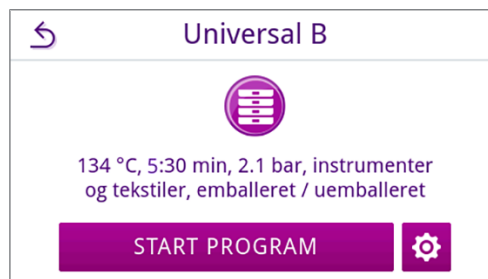 Universal B
134 °C, 5:30 min, 2.1 bar, instrumenter
og tekstiler, emballeret / uemballeret
START PROGRAM